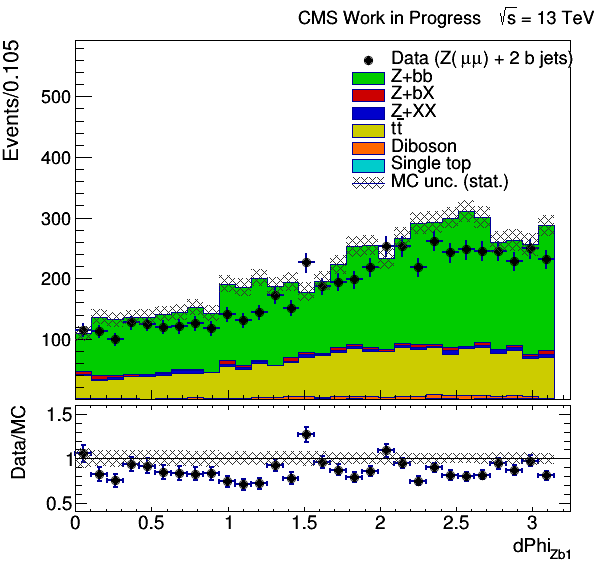 CMS Work in Progress √s = 13 TeV
Events/0.105
Data (Z(μμ) + 2 b jets)
Z+bb
Z+bX
Z+XX
tt̄
Diboson
Single top
MC unc. (stat.)
500
400
300
200
100
Data/MC
1.5
1
0.5
0 0.5 1 1.5 2 2.5 3
dPhi_Zb1